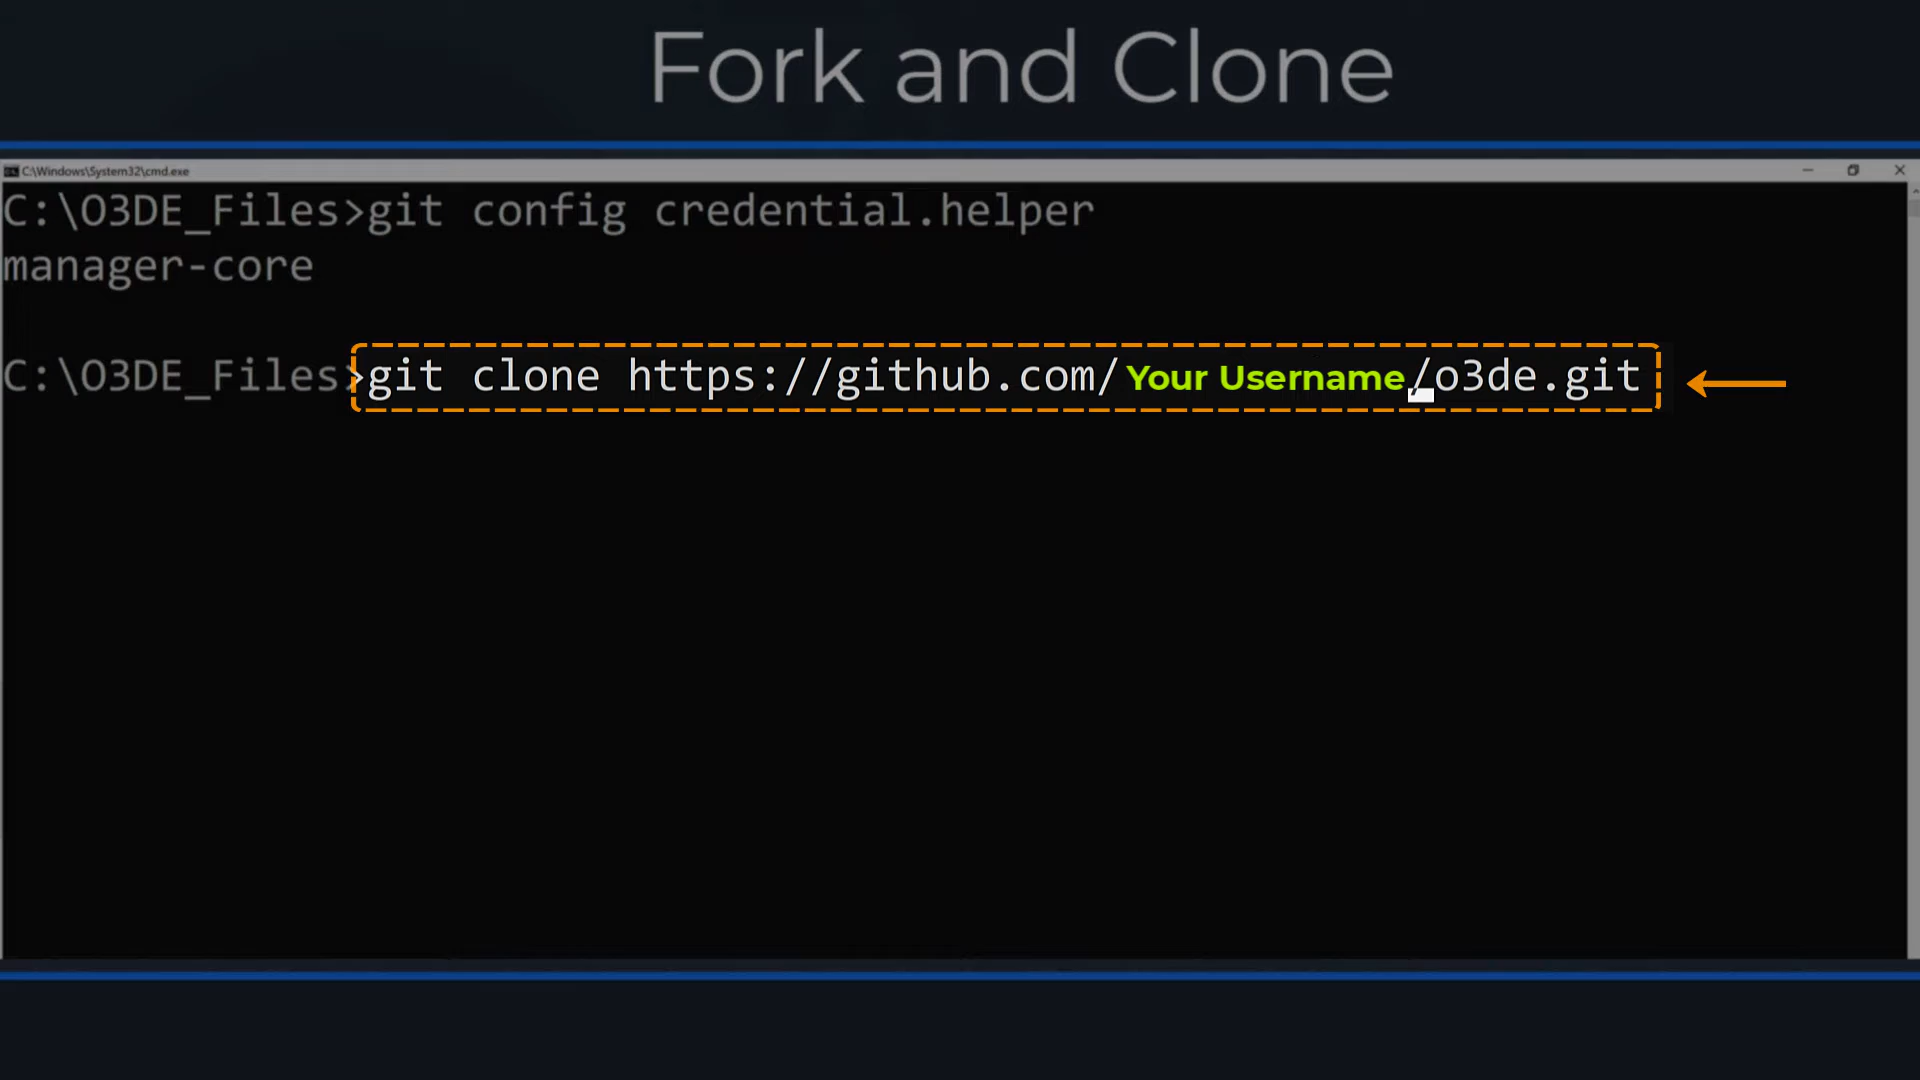 Fork and Clone
C:\Windows\System32\cmd.exe
C:\O3DE_Files>git config credential.helper
manager-core
C:\O3DE_Files>git clone https://github.com/Your Username/o3de.git